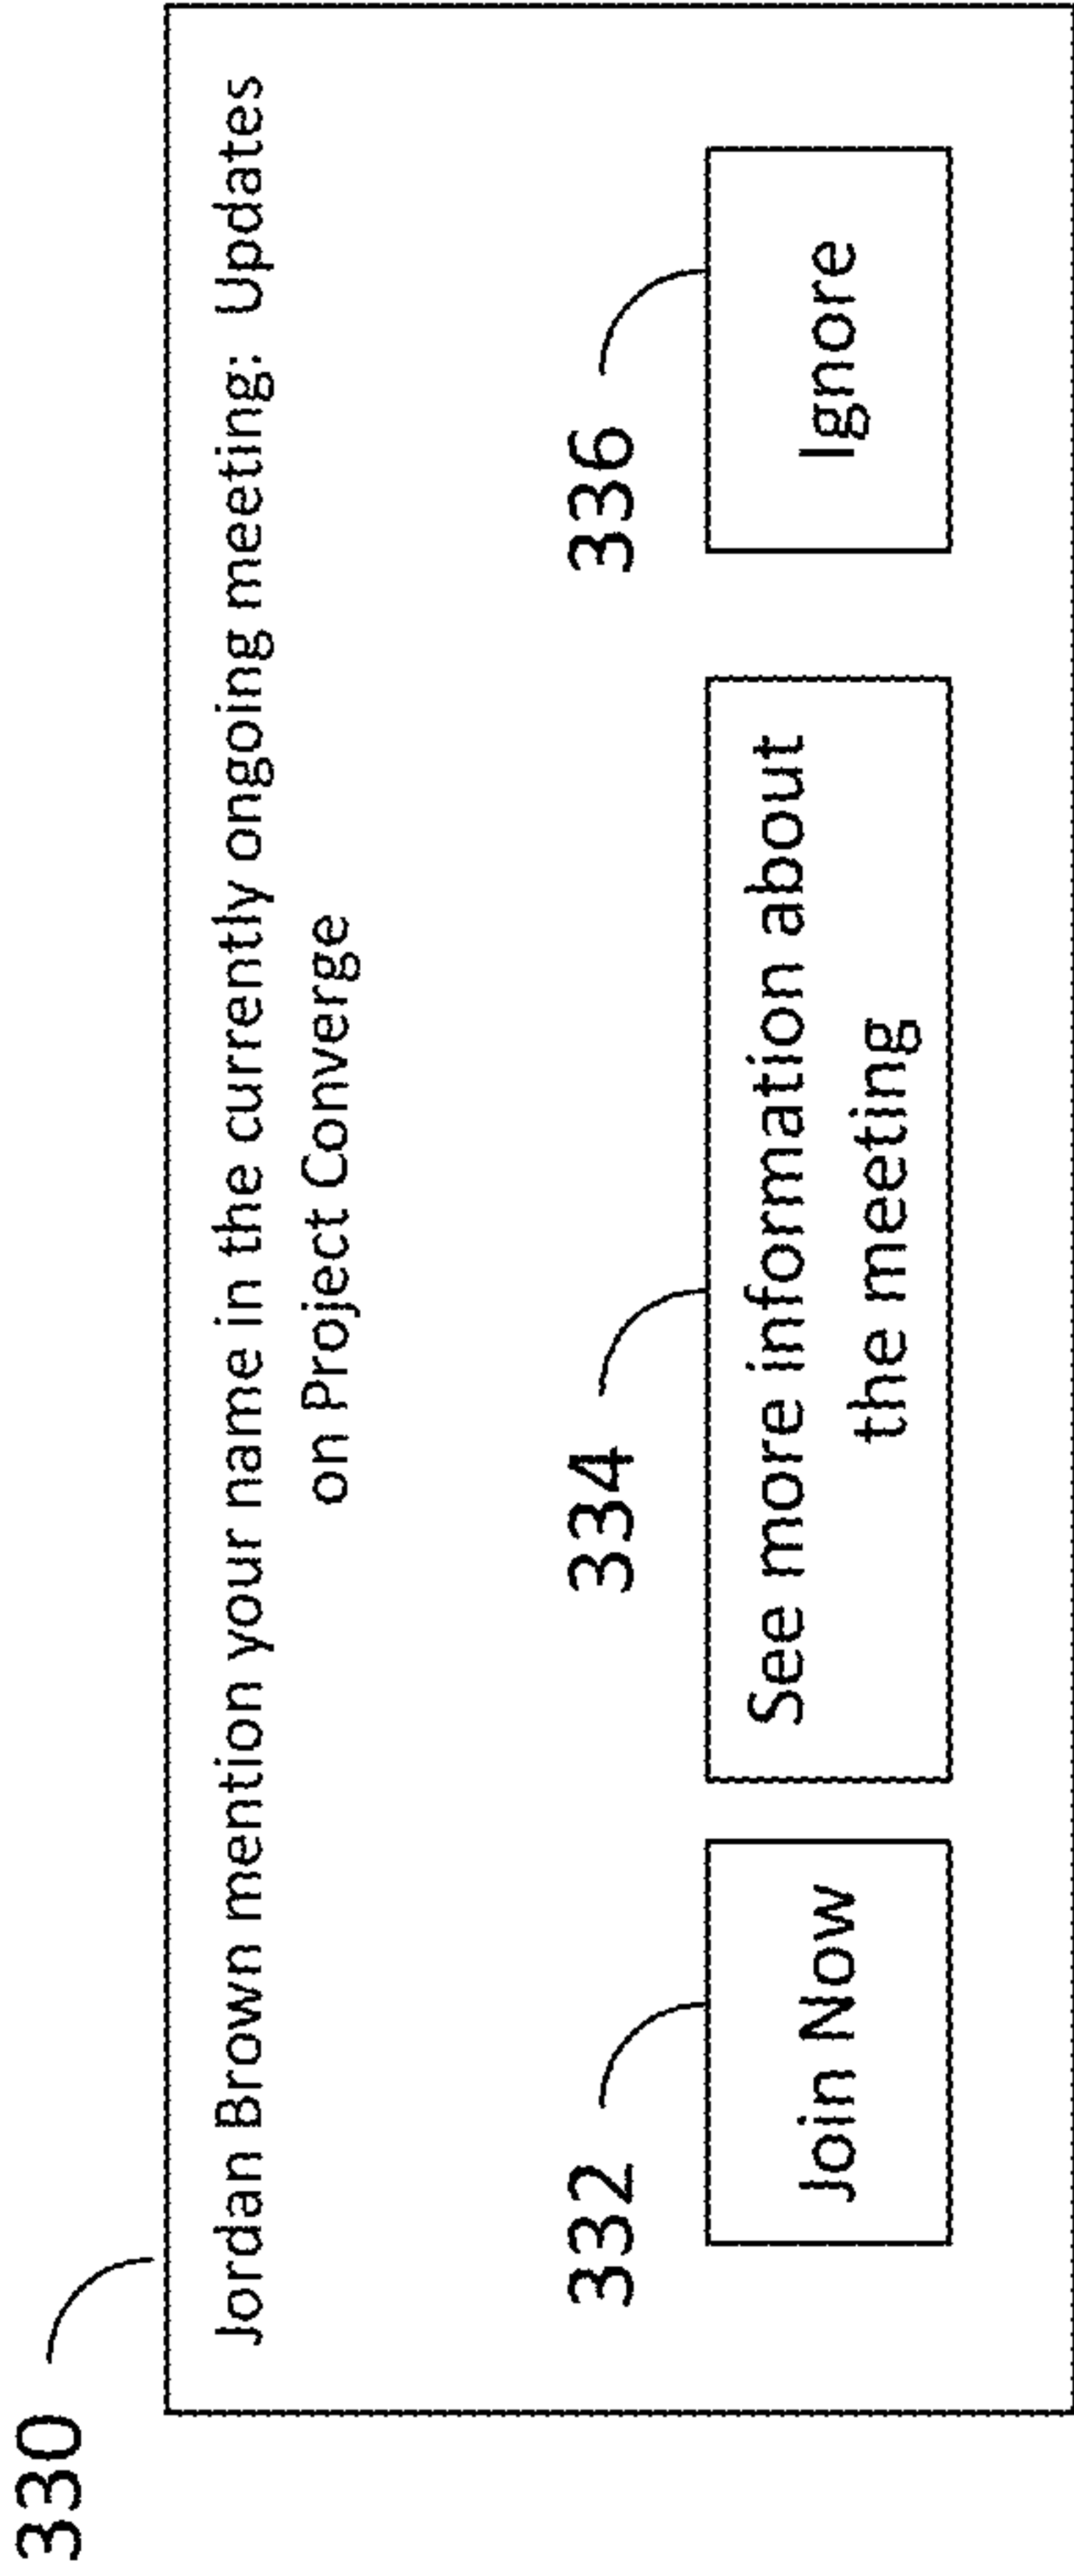 330
Jordan Brown mention your name in the currently ongoing meeting: Updates
on Project Converge
332
334
336
Join Now
See more information about
the meeting
Ignore